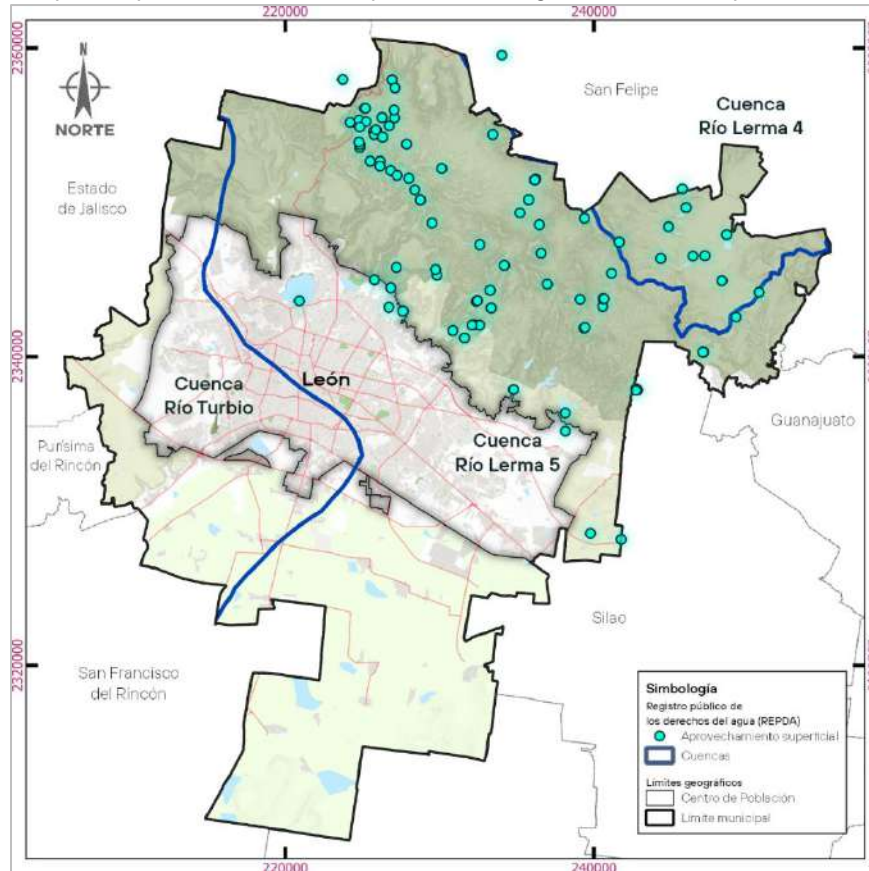 220000
240000
2360000
N
NORTE
San Felipe
Cuenca
Río Lerma 4
Estado
de Jalisco
2340000
León
Cuenca
Río Turbio
Cuenca
Río Lerma 5
Guanajuato
Purísima
del Rincón
Silao
2320000
San Francisco
del Rincón
Simbología
Registro público de
los derechos del agua (REPDA)
Aprovechamiento superficial
Cuencas
Límites geográficos
Centro de Población
Límite municipal
220000
240000